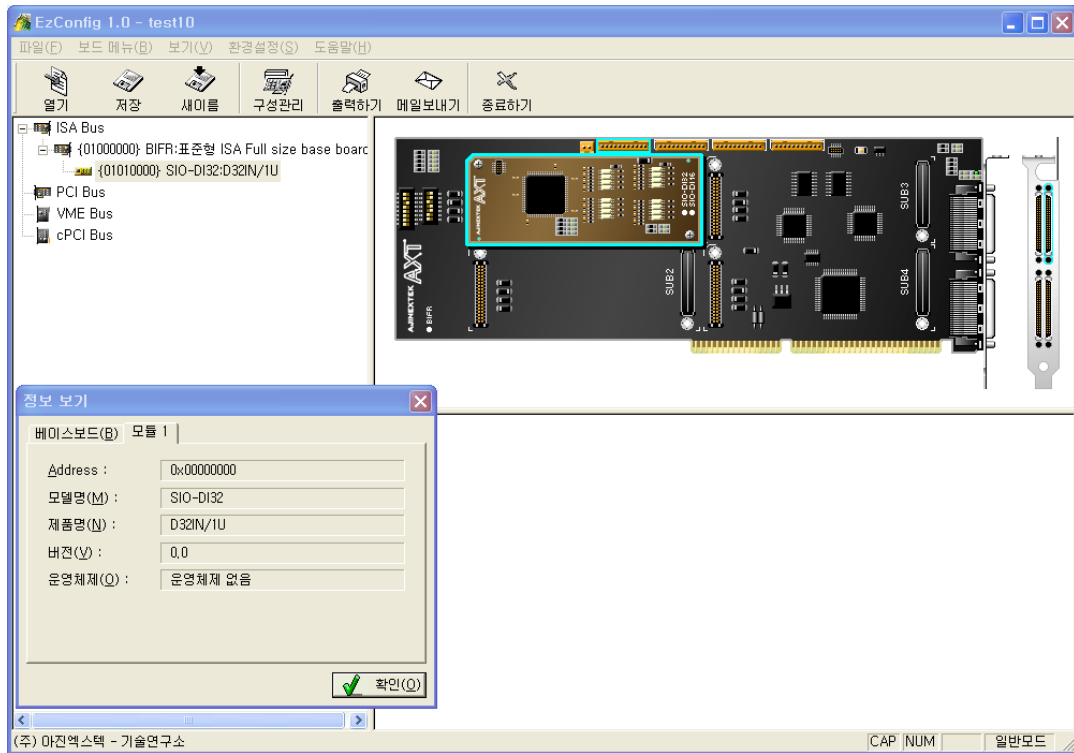 EzConfig 1.0 - test10
파일(F) 보드 메뉴(B) 보기(V) 환경설정(S) 도움말(H)
열기 저장 새이름 구성관리 출력하기 메일보내기 종료하기
ISA Bus
{01000000} BIFR:표준형 ISA Full size base boarc
{01010000} SIO-DI32:D32IN/1U
PCI Bus
VME Bus
cPCI Bus
AJINEXTEK AXT
SIO-DI32
SIO-DI16
SUB3
SUB2
SUB4
AJINEXTEK AXT
BIFR
정보 보기
베이스보드(B) 모듈 1
Address : 0x00000000
모델명(M) : SIO-DI32
제품명(N) : D32IN/1U
버전(V) : 0,0
운영체제(O) : 운영체제 없음
확인(O)
(주) 아진엑스텍 - 기술연구소 CAP NUM 일반모드